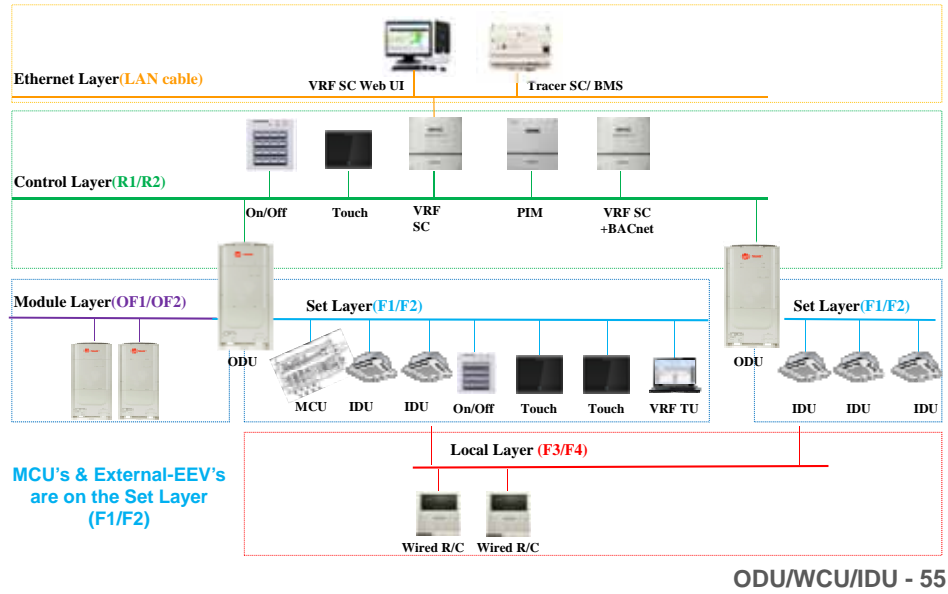 Ethernet Layer(LAN cable)
VRF SC Web UI
Tracer SC/ BMS
Control Layer(R1/R2)
On/Off
Touch
VRF
SC
PIM
VRF SC
+BACnet
Module Layer(OF1/OF2)
Set Layer(F1/F2)
Set Layer(F1/F2)
ODU
ODU
MCU
IDU
IDU
On/Off
Touch
Touch
VRF TU
IDU
IDU
IDU
Local Layer (F3/F4)
MCU's & External-EEV's
are on the Set Layer
(F1/F2)
Wired R/C
Wired R/C
ODU/WCU/IDU - 55